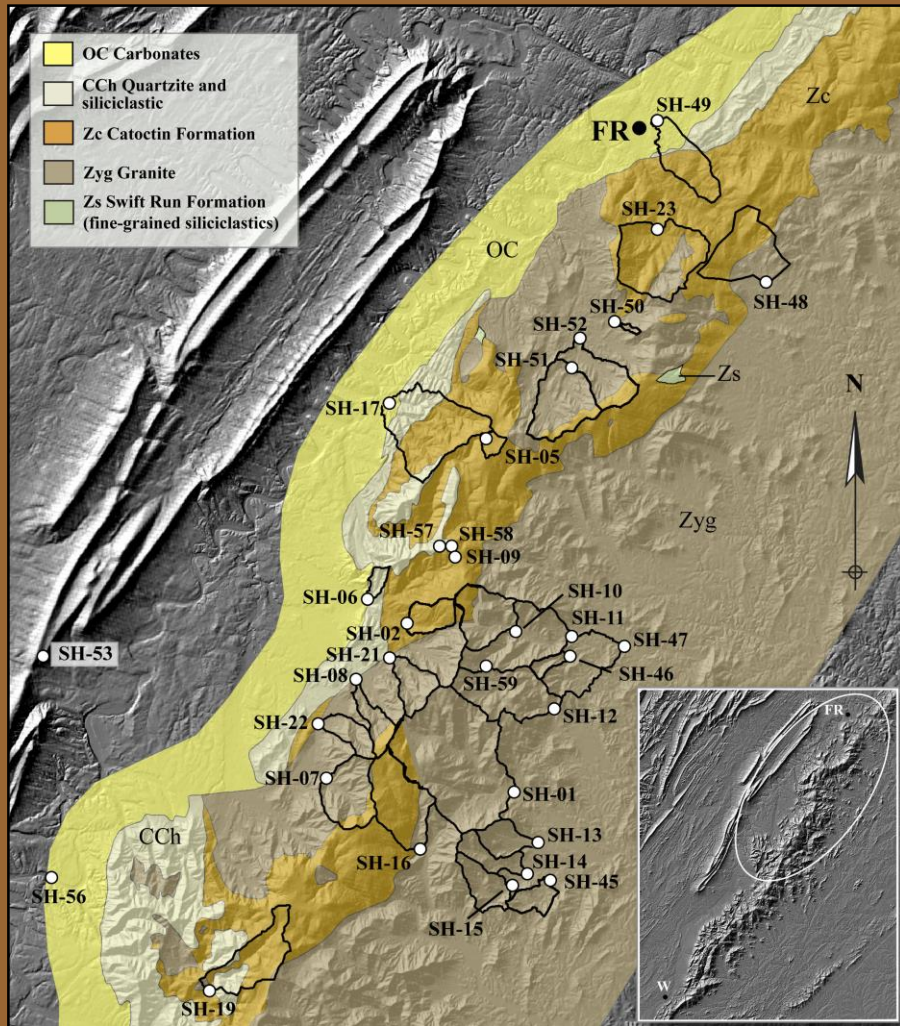 OC Carbonates
CCh Quartzite and
siliciclastic
Zc Catoctin Formation
Zyg Granite
Zs Swift Run Formation
(fine-grained siliciclastics)
Zc
SH-49
FR
SH-23
OC
SH-48
SH-50
SH-52
SH-51
Zs
N
SH-17
SH-05
Zyg
SH-57
SH-58
SH-09
SH-06
SH-10
SH-02
SH-11
SH-47
SH-53
SH-21
SH-08
SH-59
SH-46
SH-22
SH-12
FR
SH-07
SH-01
CCh
SH-13
SH-16
SH-14
SH-45
SH-56
SH-15
SH-19
W